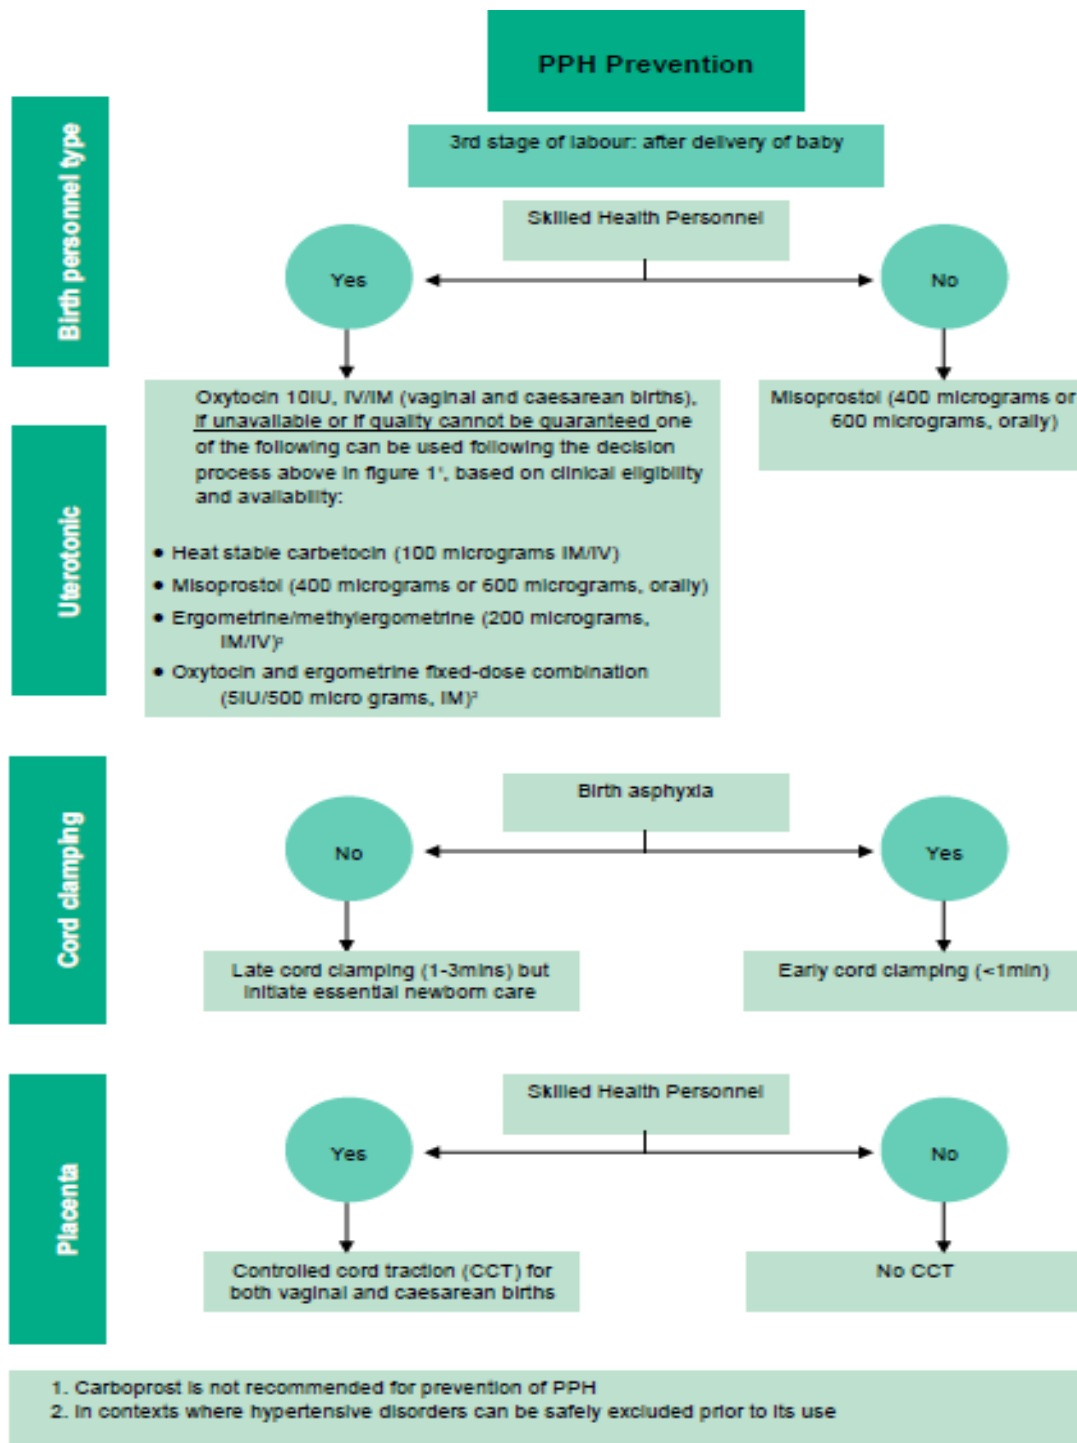 PPH Prevention
3rd stage of labour: after delivery of baby
Birth personnel type
Skilled Health Personnel
Yes
No
Uterotonic
Oxytocin 10IU, IV/IM (vaginal and caesarean births),
if unavailable or if quality cannot be quaranteed one
of the following can be used following the decision
process above in figure 1¹, based on clinical eligibility
and availability:
● Heat stable carbetocin (100 micrograms IM/IV)
● Misoprostol (400 micrograms or 600 micrograms, orally)
● Ergometrine/methylergometrine (200 micrograms,
IM/IV)²
● Oxytocin and ergometrine fixed-dose combination
(5IU/500 micro grams, IM)²
Misoprostol (400 micrograms or
600 micrograms, orally)
Cord clamping
Birth asphyxia
No
Yes
Late cord clamping (1-3mins) but
initiate essential newborn care
Early cord clamping (<1min)
Placenta
Skilled Health Personnel
Yes
No
Controlled cord traction (CCT) for
both vaginal and caesarean births
No CCT
1. Carboprost is not recommended for prevention of PPH
2. In contexts where hypertensive disorders can be safely excluded prior to its use